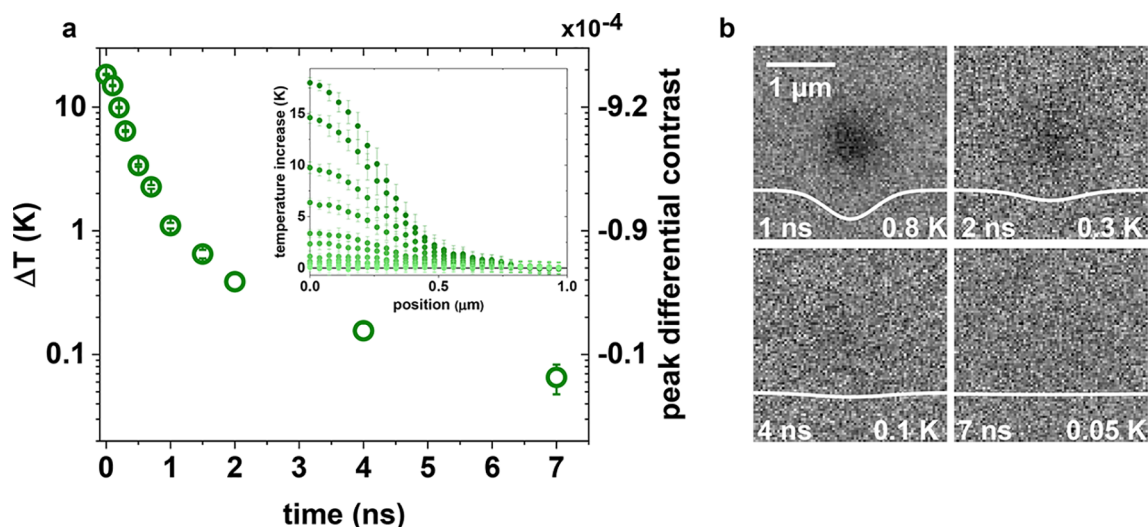 a
x10⁻⁴
b
10
1
0.1
ΔT (K)
0 1 2 3 4 5 6 7
time (ns)
-9.2
-0.9
-0.1
peak differential contrast
15
10
5
0
temperature increase (K)
0.0 0.5 1.0
position (μm)
1 μm
1 ns 0.8 K
2 ns 0.3 K
4 ns 0.1 K
7 ns 0.05 K